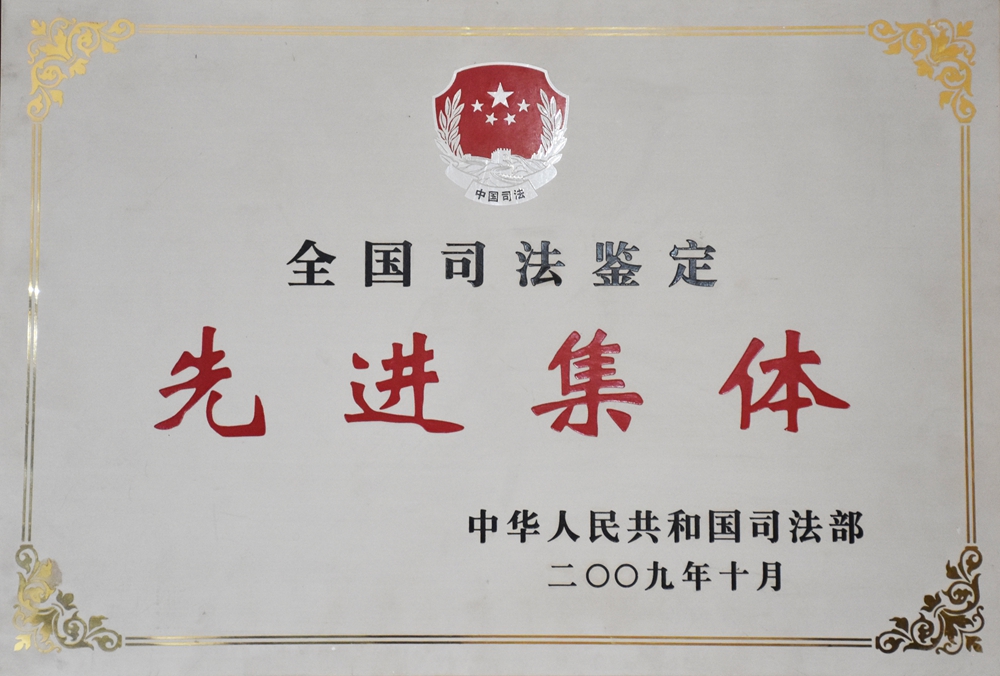 中国司法
全国司法鉴定
先进集体
中华人民共和国司法部
二〇〇九年十月